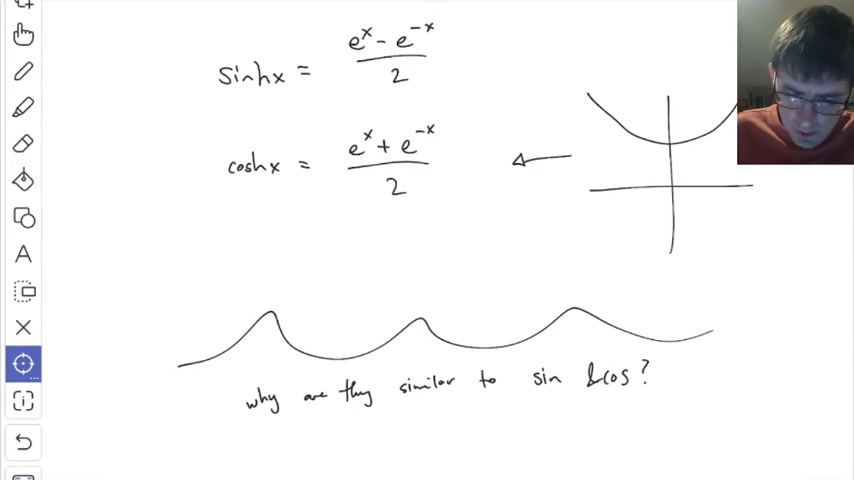 sinhx = e^x - e^-x / 2
coshx = e^x + e^-x / 2
why are they similar to sin & cos?
A